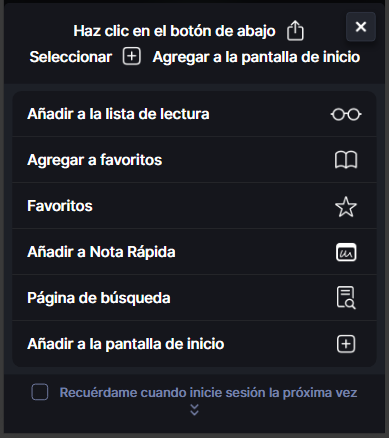 Haz clic en el botón de abajo
Seleccionar Agregar a la pantalla de inicio
Añadir a la lista de lectura
Agregar a favoritos
Favoritos
Añadir a Nota Rápida
Página de búsqueda
Añadir a la pantalla de inicio
Recuérdame cuando inicie sesión la próxima vez